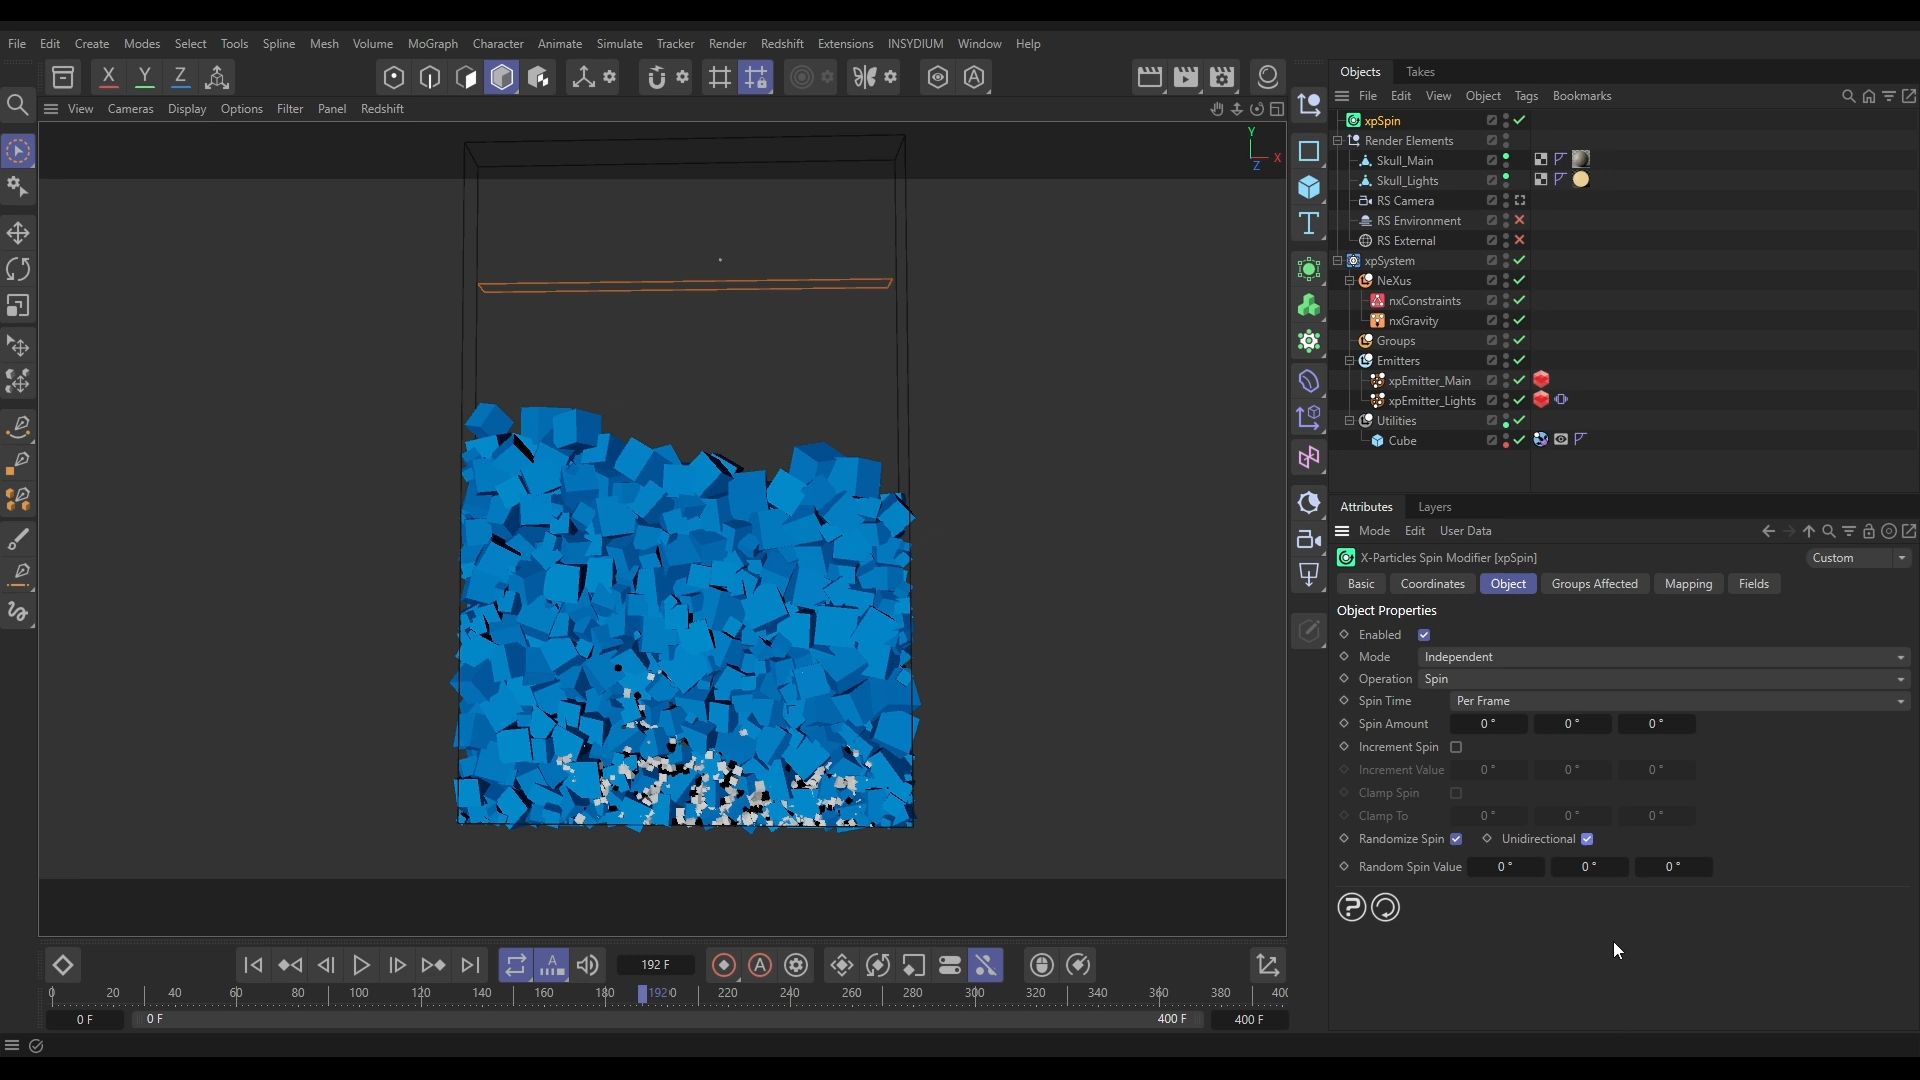 File Edit Create Modes Select Tools Spline Mesh Volume MoGraph Character Animate Simulate Tracker Render Redshift Extensions INSYDIUM Window Help
X Y Z
View Cameras Display Options Filter Panel Redshift
Y
X
Z
Objects Takes
File Edit View Object Tags Bookmarks
xpSpin
Render Elements
Skull_Main
Skull_Lights
RS Camera
RS Environment
RS External
xpSystem
NeXus
nxConstraints
nxGravity
Groups
Emitters
xpEmitter_Main
xpEmitter_Lights
Utilities
Cube
Attributes Layers
Mode Edit User Data
X-Particles Spin Modifier [xpSpin] Custom
Basic Coordinates Object Groups Affected Mapping Fields
Object Properties
Enabled
Mode Independent
Operation Spin
Spin Time Per Frame
Spin Amount 0° 0° 0°
Increment Spin
Increment Value 0° 0° 0°
Clamp Spin
Clamp To 0° 0° 0°
Randomize Spin Unidirectional
Random Spin Value 0° 0° 0°
192 F
0 20 40 60 80 100 120 140 160 180 192 0 220 240 260 280 300 320 340 360 380 400
0 F 0 F 400 F 400 F